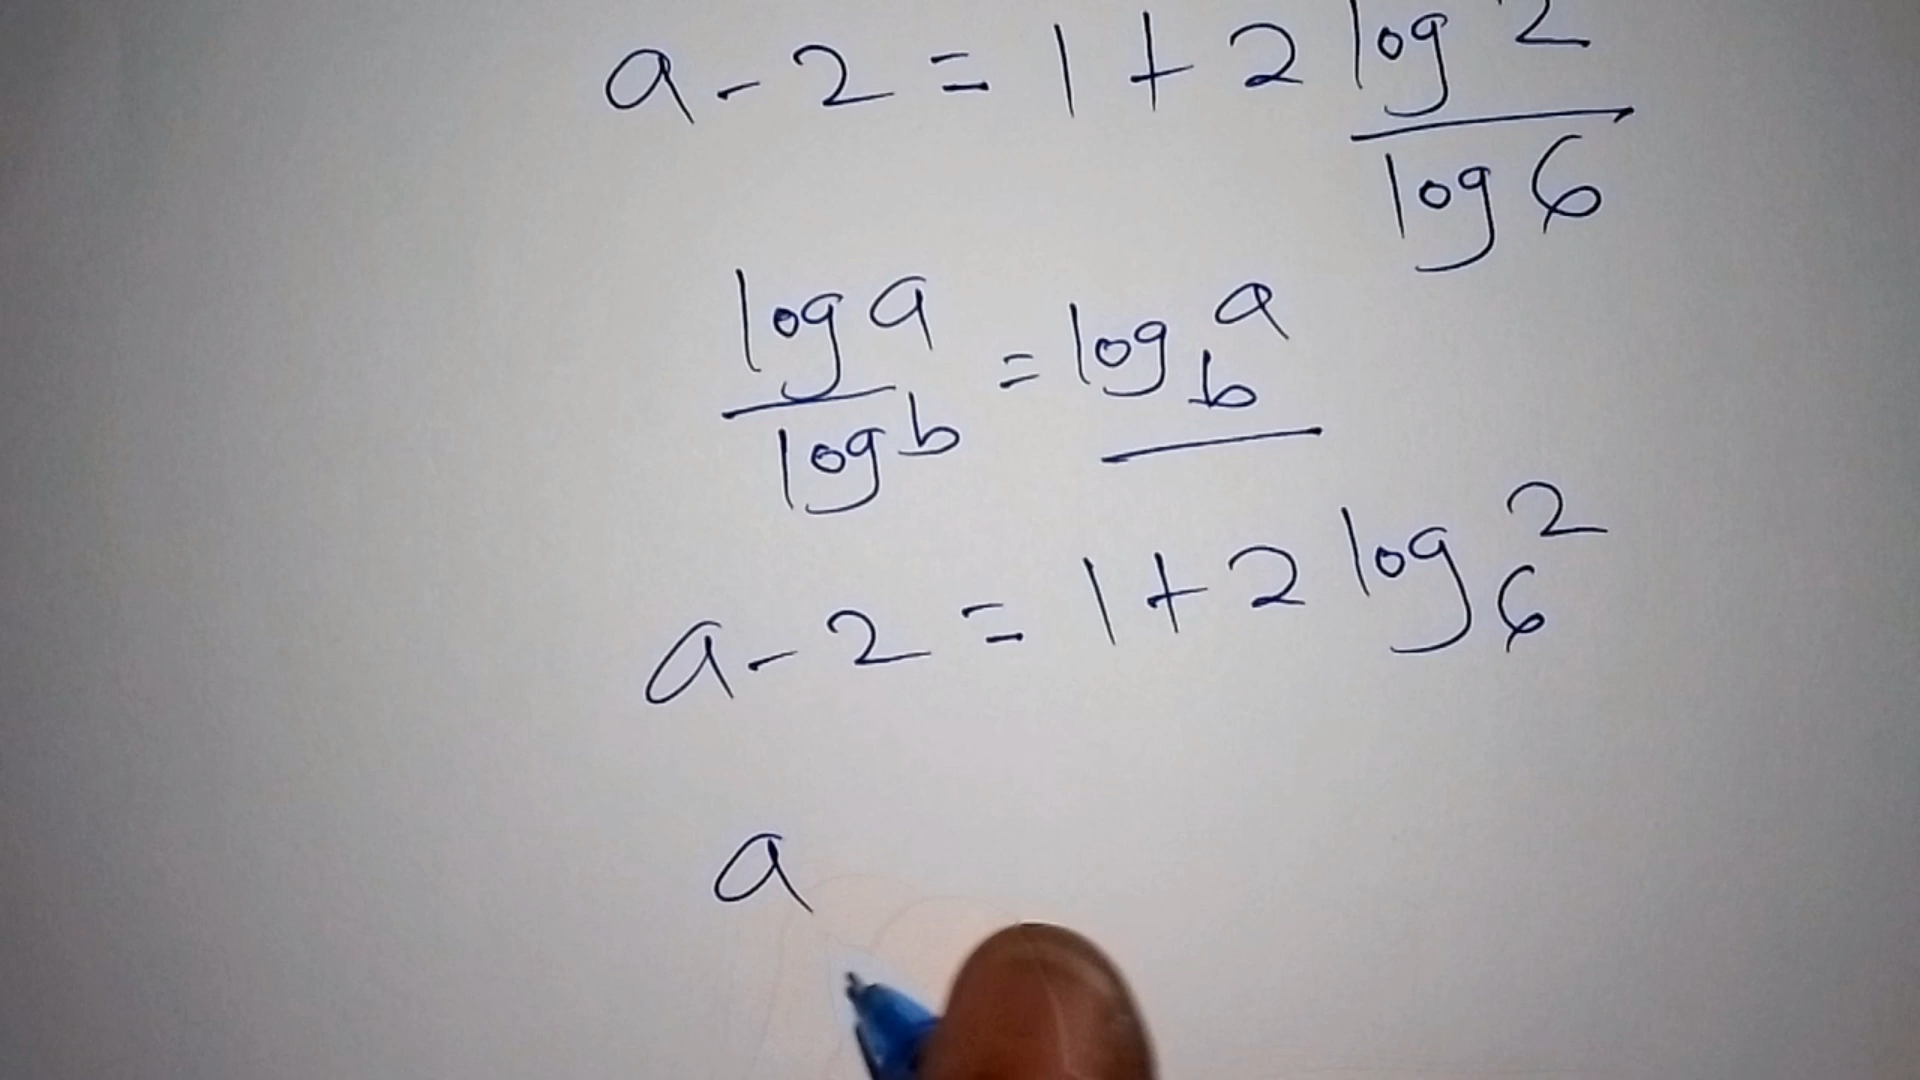 a - 2 = 1 + 2 log 2 / log 6
log a / log b = log_b a
a - 2 = 1 + 2 log_6 2
a